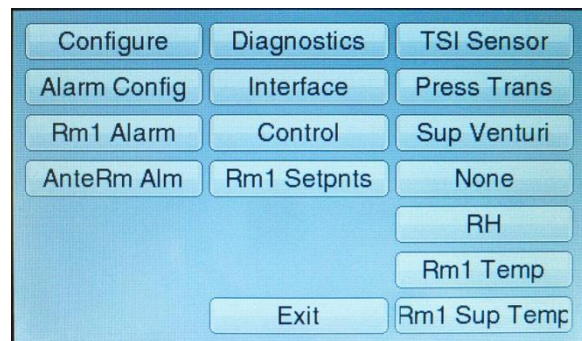 Configure Diagnostics TSI Sensor
Alarm Config Interface Press Trans
Rm1 Alarm Control Sup Venturi
AnteRm Alm Rm1 Setpnts None
RH
Rm1 Temp
Exit Rm1 Sup Temp